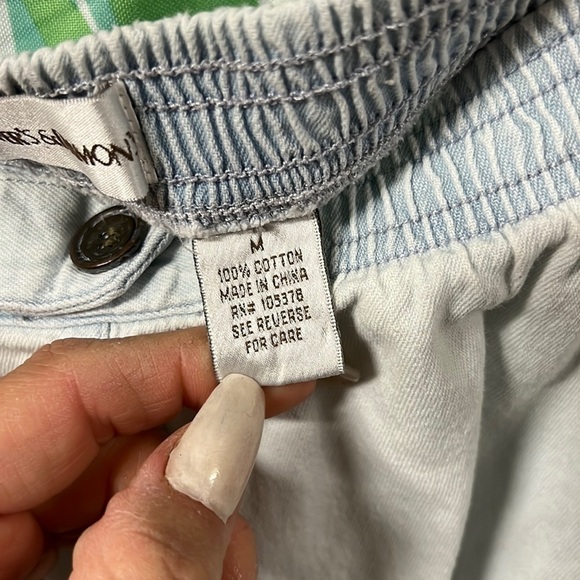 M
100% COTTON
MADE IN CHINA
RN# 105378
SEE REVERSE
FOR CARE